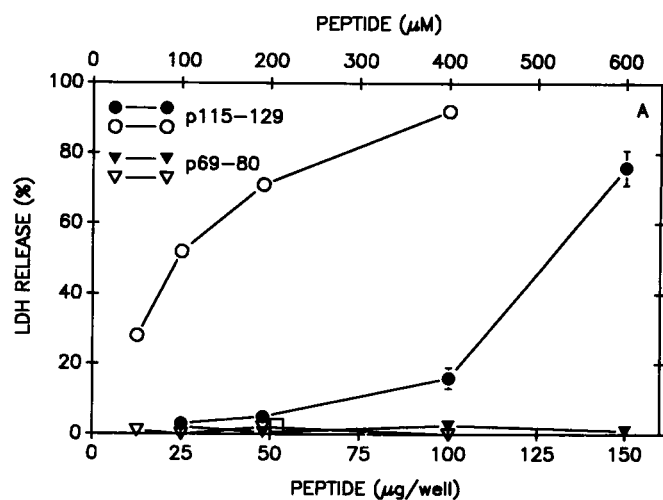 PEPTIDE (μM)
0 100 200 300 400 500 600
100
80
60
40
20
0
LDH RELEASE (%)
A
p115–129
p69–80
0 25 50 75 100 125 150
PEPTIDE (μg/well)